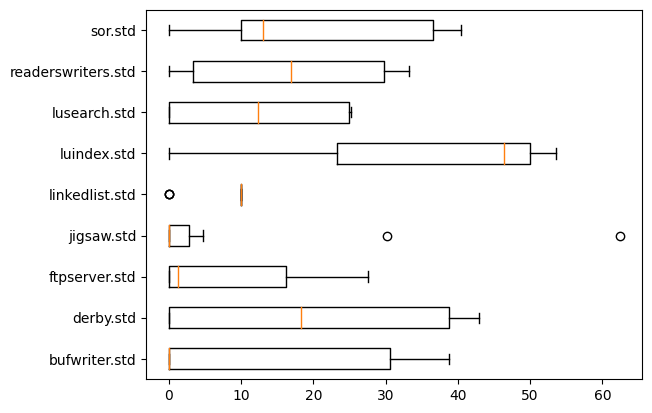 sor.std
readerswriters.std
lusearch.std
luindex.std
linkedlist.std
jigsaw.std
ftpserver.std
derby.std
bufwriter.std
0 10 20 30 40 50 60